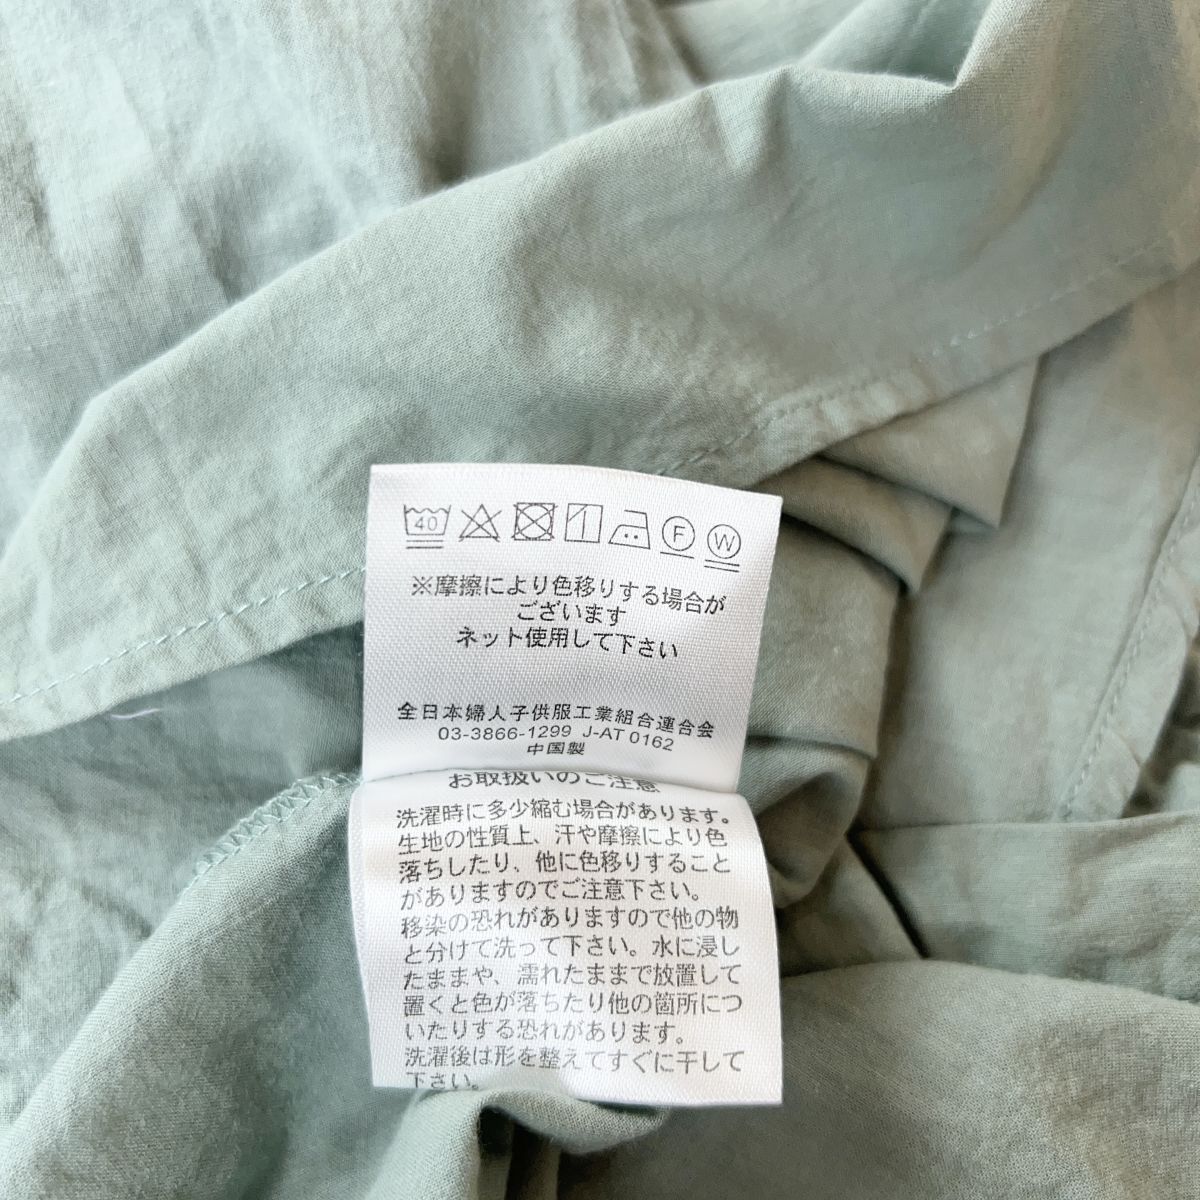 40 F W
※摩擦により色移りする場合が
ございます
ネット使用して下さい
全日本婦人子供服工業組合連合会
03-3866-1299 J-AT 0162
中国製
お取扱いのご注意
洗濯時に多少縮む場合があります。
生地の性質上、汗や摩擦により色
落ちしたり、他に色移りすること
がありますのでご注意下さい。
移染の恐れがありますので他の物
と分けて洗って下さい。水に浸し
たままや、濡れたままで放置して
置くと色が落ちたり他の箇所につ
いたりする恐れがあります。
洗濯後は形を整えてすぐに干して
下さい。